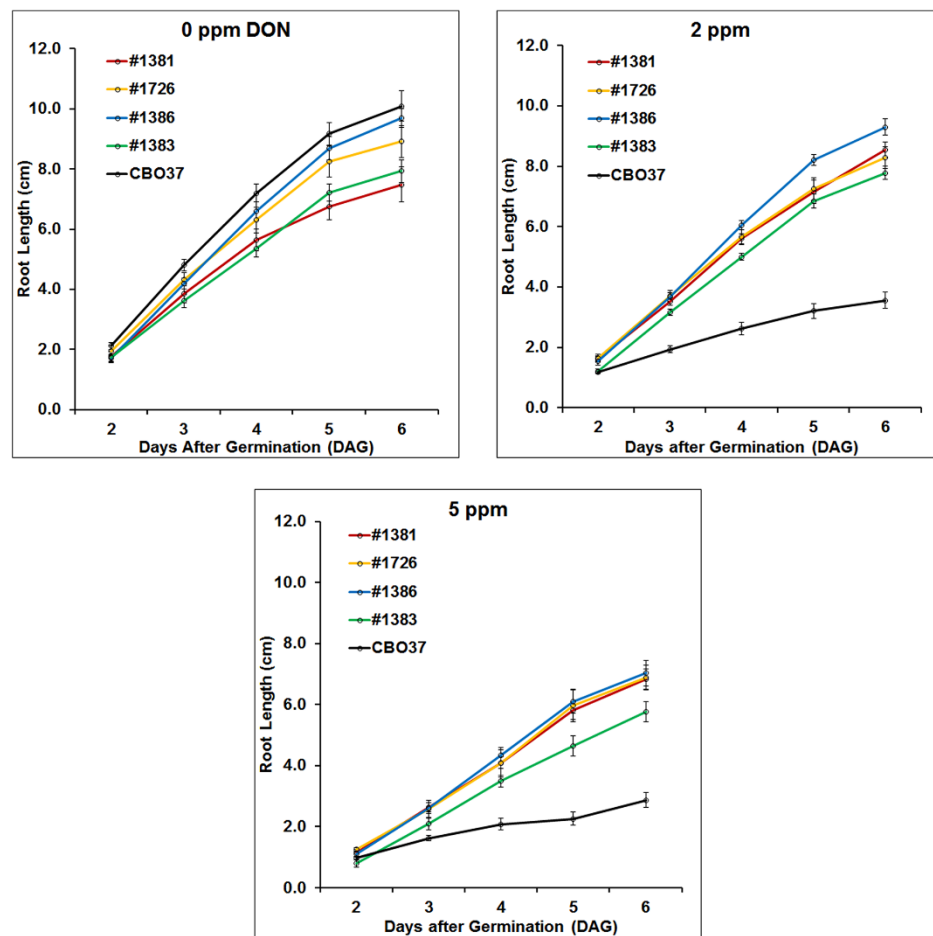 0 ppm DON
12.0
10.0
8.0
6.0
4.0
2.0
0.0
Root Length (cm)
#1381
#1726
#1386
#1383
CBO37
2 3 4 5 6
Days After Germination (DAG)
2 ppm
12.0
10.0
8.0
6.0
4.0
2.0
0.0
Root Length (cm)
#1381
#1726
#1386
#1383
CBO37
2 3 4 5 6
Days after Germination (DAG)
5 ppm
12.0
10.0
8.0
6.0
4.0
2.0
0.0
Root Length (cm)
#1381
#1726
#1386
#1383
CBO37
2 3 4 5 6
Days after Germination (DAG)